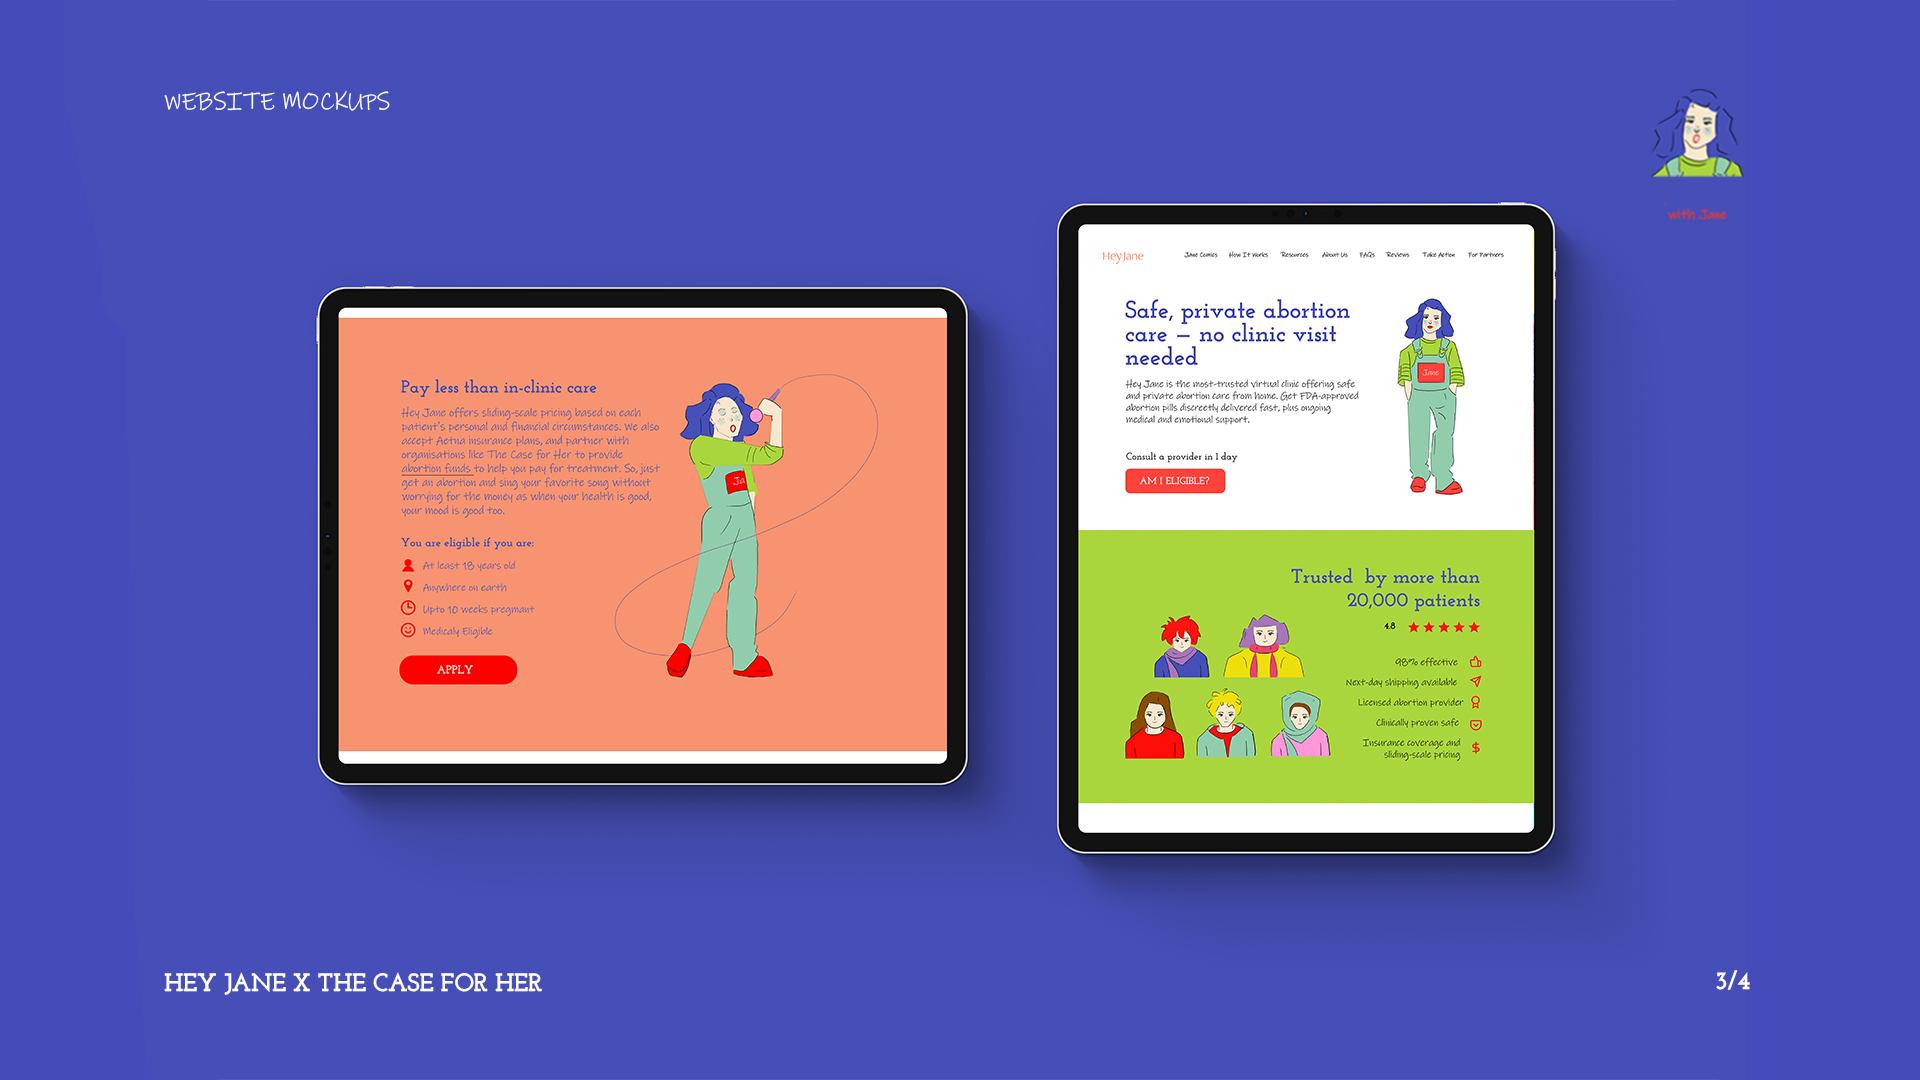 WEBSITE MOCKUPS
with Jane
Pay less than in-clinic care
Hey Jane offers sliding-scale pricing based on each
patient's personal and financial circumstances. We also
accept Aetna insurance plans, and partner with
organisations like The Case for Her to provide
abortion funds to help you pay for treatment. So, just
get an abortion and sing your favorite song without
worrying for the money as when your health is good,
your mood is good too.
Ja
You are eligible if you are:
At least 18 years old
Anywhere on earth
Upto 10 weeks pregmant
Medicaly Eligible
APPLY
HeyJane
Jane Comics How It Works Resources About Us FAQs Reviews Take Action For Partners
Safe, private abortion
care – no clinic visit
needed
Hey Jane is the most-trusted virtual clinic offering safe
and private abortion care from home. Get FDA-approved
abortion pills discreetly delivered fast, plus ongoing
medical and emotional support.
Jane
Consult a provider in 1 day
AM I ELIGIBLE?
Trusted by more than
20,000 patients
4.8
98% effective
Next-day shipping available
Licensed abortion provider
Clinically proven safe
Insurance coverage and
sliding-scale pricing
HEY JANE X THE CASE FOR HER
3/4